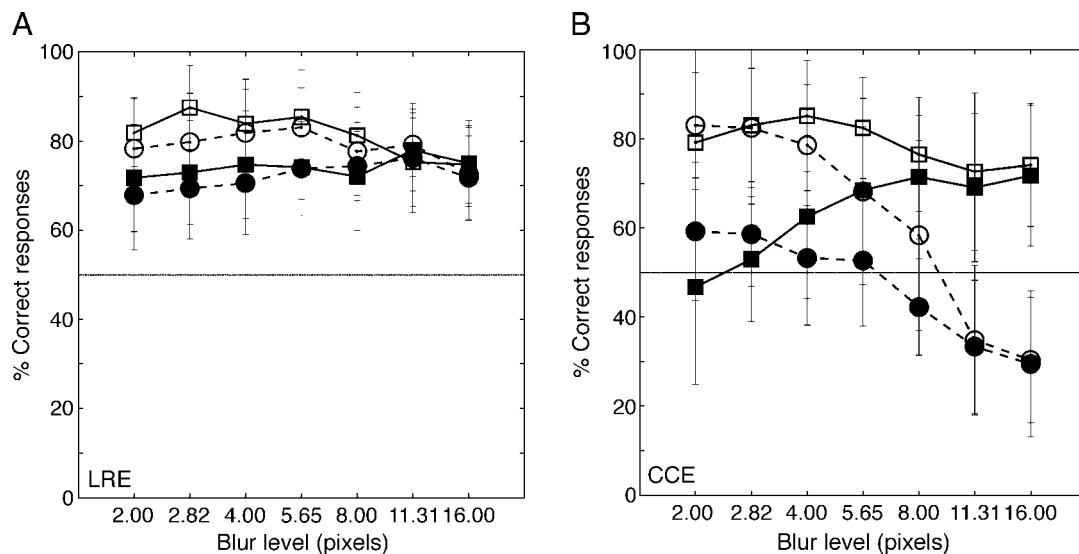 A
% Correct responses
100
80
60
40
20
0
LRE
2.00 2.82 4.00 5.65 8.00 11.31 16.00
Blur level (pixels)
B
% Correct responses
100
80
60
40
20
0
CCE
2.00 2.82 4.00 5.65 8.00 11.31 16.00
Blur level (pixels)